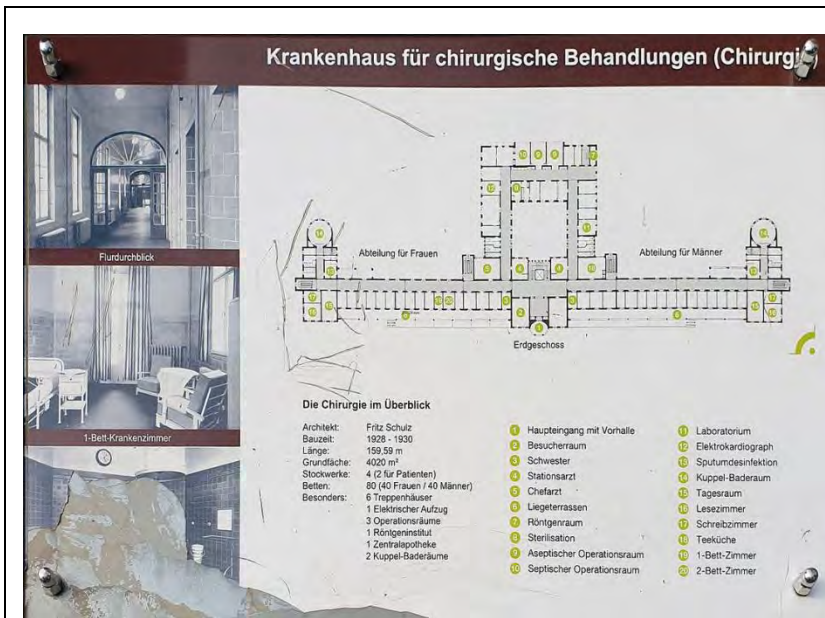 Krankenhaus für chirurgische Behandlungen (Chirurgie)
Flurdurchblick
1-Bett-Krankenzimmer
Abteilung für Frauen
Abteilung für Männer
Erdgeschoss
Die Chirurgie im Überblick
Architekt: Fritz Schulz
Bauzeit: 1928 - 1930
Länge: 159,59 m
Grundfläche: 4020 m²
Stockwerke: 4 (2 für Patienten)
Betten: 80 (40 Frauen / 40 Männer)
Besonders: 6 Treppenhäuser
1 Elektrischer Aufzug
3 Operationsräume
1 Röntgeninstitut
1 Zentralapotheke
2 Kuppel-Baderäume
1 Haupteingang mit Vorhalle
2 Besucherraum
3 Schwester
4 Stationsarzt
5 Chefarzt
6 Liegeterrassen
7 Röntgenraum
8 Sterilisation
9 Aseptischer Operationsraum
10 Septischer Operationsraum
11 Laboratorium
12 Elektrokardiograph
13 Sputumdesinfektion
14 Kuppel-Baderaum
15 Tagesraum
16 Lesezimmer
17 Schreibzimmer
18 Teeküche
19 1-Bett-Zimmer
20 2-Bett-Zimmer